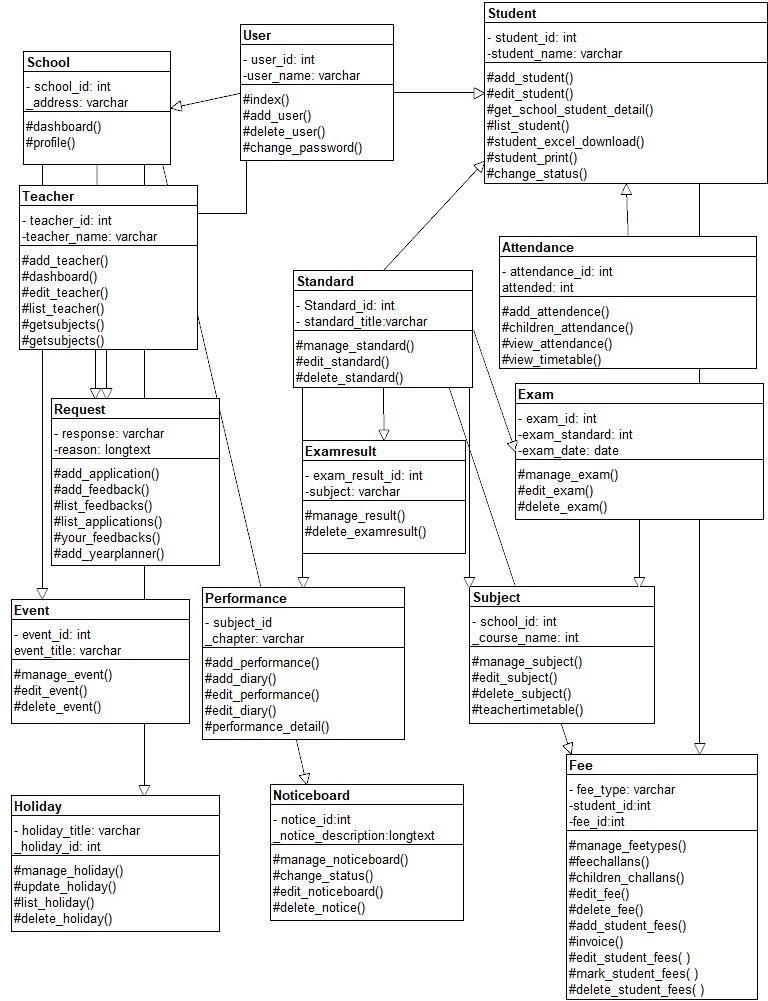 School
- school_id: int
_address: varchar
#dashboard()
#profile()
User
- user_id: int
-user_name: varchar
#index()
#add_user()
#delete_user()
#change_password()
Student
- student_id: int
-student_name: varchar
#add_student()
#edit_student()
#get_school_student_detail()
#list_student()
#student_excel_download()
#student_print()
#change_status()
Teacher
- teacher_id: int
-teacher_name: varchar
#add_teacher()
#dashboard()
#edit_teacher()
#list_teacher()
#getsubjects()
#getsubjects()
Standard
- Standard_id: int
- standard_title:varchar
#manage_standard()
#edit_standard()
#delete_standard()
Attendance
- attendance_id: int
attended: int
#add_attendence()
#children_attendance()
#view_attendance()
#view_timetable()
Request
- response: varchar
-reason: longtext
#add_application()
#add_feedback()
#list_feedbacks()
#list_applications()
#your_feedbacks()
#add_yearplanner()
Examresult
- exam_result_id: int
-subject: varchar
#manage_result()
#delete_examresult()
Exam
- exam_id: int
-exam_standard: int
-exam_date: date
#manage_exam()
#edit_exam()
#delete_exam()
Event
- event_id: int
event_title: varchar
#manage_event()
#edit_event()
#delete_event()
Performance
- subject_id
_chapter: varchar
#add_performance()
#add_diary()
#edit_performance()
#edit_diary()
#performance_detail()
Subject
- school_id: int
_course_name: int
#manage_subject()
#edit_subject()
#delete_subject()
#teachertimetable()
Holiday
- holiday_title: varchar
_holiday_id: int
#manage_holiday()
#update_holiday()
#list_holiday()
#delete_holiday()
Noticeboard
- notice_id:int
_notice_description:longtext
#manage_noticeboard()
#change_status()
#edit_noticeboard()
#delete_notice()
Fee
- fee_type: varchar
-student_id:int
-fee_id:int
#manage_feetypes()
#feechallans()
#children_challans()
#edit_fee()
#delete_fee()
#add_student_fees()
#invoice()
#edit_student_fees( )
#mark_student_fees( )
#delete_student_fees( )